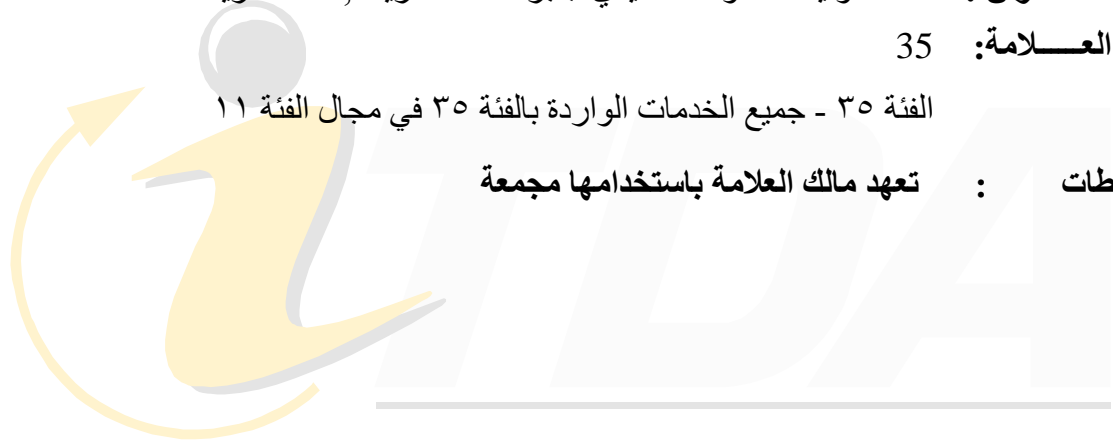 العـــــلامة: 35
الفئة ٣٥ - جميع الخدمات الواردة بالفئة ٣٥ في مجال الفئة ١١
طات : تعهد مالك العلامة باستخدامها مجمعة
iTDA